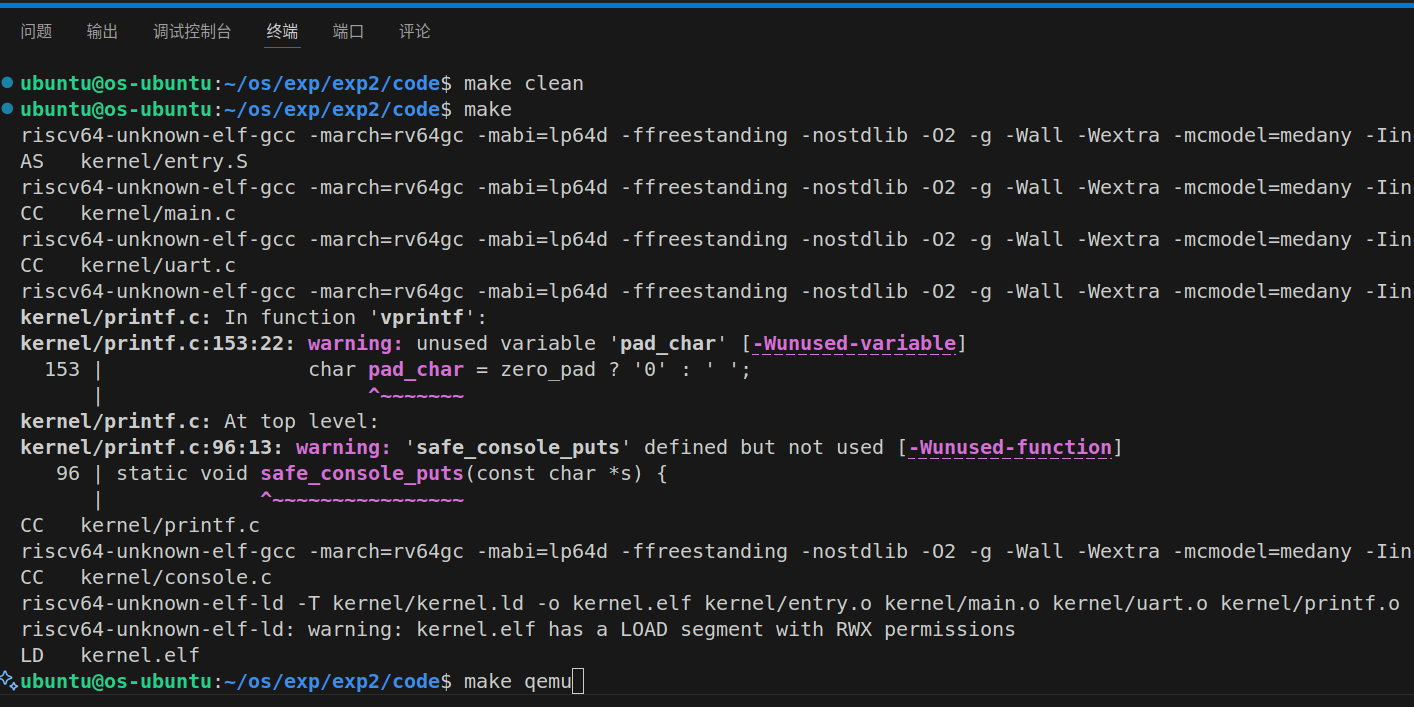 问题 输出 调试控制台 终端 端口 评论
ubuntu@os-ubuntu:~/os/exp/exp2/code$ make clean
ubuntu@os-ubuntu:~/os/exp/exp2/code$ make
riscv64-unknown-elf-gcc -march=rv64gc -mabi=lp64d -ffreestanding -nostdlib -O2 -g -Wall -Wextra -mcmodel=medany -Iin
AS   kernel/entry.S
riscv64-unknown-elf-gcc -march=rv64gc -mabi=lp64d -ffreestanding -nostdlib -O2 -g -Wall -Wextra -mcmodel=medany -Iin
CC   kernel/main.c
riscv64-unknown-elf-gcc -march=rv64gc -mabi=lp64d -ffreestanding -nostdlib -O2 -g -Wall -Wextra -mcmodel=medany -Iin
CC   kernel/uart.c
riscv64-unknown-elf-gcc -march=rv64gc -mabi=lp64d -ffreestanding -nostdlib -O2 -g -Wall -Wextra -mcmodel=medany -Iin
kernel/printf.c: In function 'vprintf':
kernel/printf.c:153:22: warning: unused variable 'pad_char' [-Wunused-variable]
  153 |                 char pad_char = zero_pad ? '0' : ' ';
      |                      ^~~~~~~~
kernel/printf.c: At top level:
kernel/printf.c:96:13: warning: 'safe_console_puts' defined but not used [-Wunused-function]
   96 | static void safe_console_puts(const char *s) {
      |             ^~~~~~~~~~~~~~~~~
CC   kernel/printf.c
riscv64-unknown-elf-gcc -march=rv64gc -mabi=lp64d -ffreestanding -nostdlib -O2 -g -Wall -Wextra -mcmodel=medany -Iin
CC   kernel/console.c
riscv64-unknown-elf-ld -T kernel/kernel.ld -o kernel.elf kernel/entry.o kernel/main.o kernel/uart.o kernel/printf.o
riscv64-unknown-elf-ld: warning: kernel.elf has a LOAD segment with RWX permissions
LD   kernel.elf
ubuntu@os-ubuntu:~/os/exp/exp2/code$ make qemu